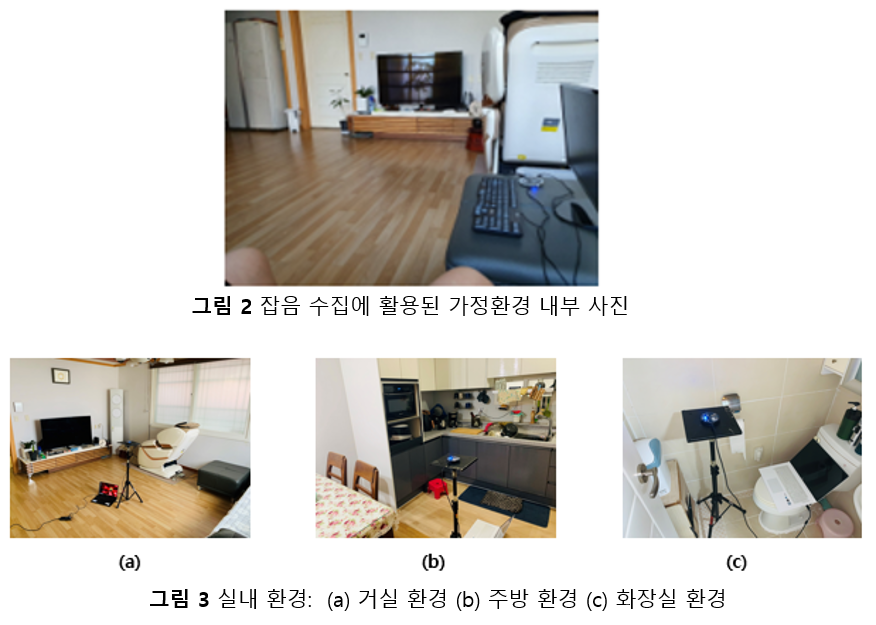 그림 2 잡음 수집에 활용된 가정환경 내부 사진
(a)
(b)
(c)
그림 3 실내 환경: (a) 거실 환경 (b) 주방 환경 (c) 화장실 환경